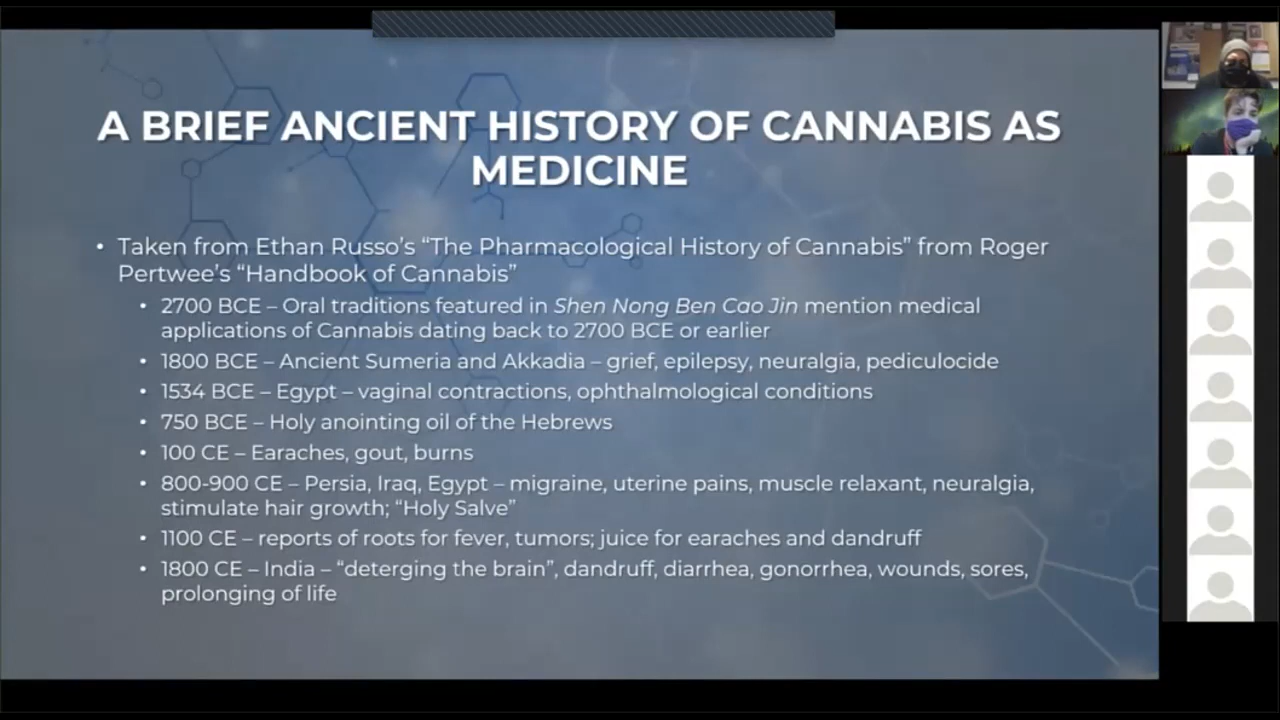 A BRIEF ANCIENT HISTORY OF CANNABIS AS
MEDICINE
• Taken from Ethan Russo's “The Pharmacological History of Cannabis” from Roger
Pertwee's “Handbook of Cannabis”
• 2700 BCE – Oral traditions featured in Shen Nong Ben Cao Jin mention medical
applications of Cannabis dating back to 2700 BCE or earlier
• 1800 BCE – Ancient Sumeria and Akkadia – grief, epilepsy, neuralgia, pediculocide
• 1534 BCE – Egypt – vaginal contractions, ophthalmological conditions
• 750 BCE – Holy anointing oil of the Hebrews
• 100 CE – Earaches, gout, burns
• 800-900 CE – Persia, Iraq, Egypt – migraine, uterine pains, muscle relaxant, neuralgia,
stimulate hair growth; “Holy Salve”
• 1100 CE – reports of roots for fever, tumors; juice for earaches and dandruff
• 1800 CE – India – “deterging the brain”, dandruff, diarrhea, gonorrhea, wounds, sores,
prolonging of life